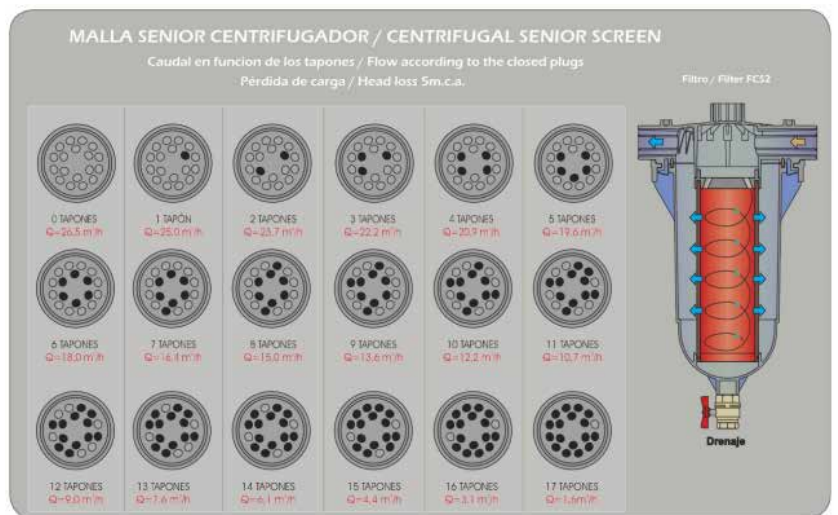 MALLA SENIOR CENTRIFUGADOR / CENTRIFUGAL SENIOR SCREEN
Caudal en funcion de los tapones / Flow according to the closed plugs
Pérdida de carga / Head loss 5m.c.a.
Filtro / Filter FCS2
0 TAPONES 1 TAPÓN 2 TAPONES 3 TAPONES 4 TAPONES 5 TAPONES
Q=26,5 m³/h Q=25,0 m³/h Q=23,7 m³/h Q=22,2 m³/h Q=20,9 m³/h Q=19,6 m³/h
6 TAPONES 7 TAPONES 8 TAPONES 9 TAPONES 10 TAPONES 11 TAPONES
Q=18,0 m³/h Q=16,4 m³/h Q=15,0 m³/h Q=13,6 m³/h Q=12,2 m³/h Q=10,7 m³/h
12 TAPONES 13 TAPONES 14 TAPONES 15 TAPONES 16 TAPONES 17 TAPONES
Q=9,0 m³/h Q=7,6 m³/h Q=6,1 m³/h Q=4,4 m³/h Q=3,1 m³/h Q=1,6m³/h
Drenaje